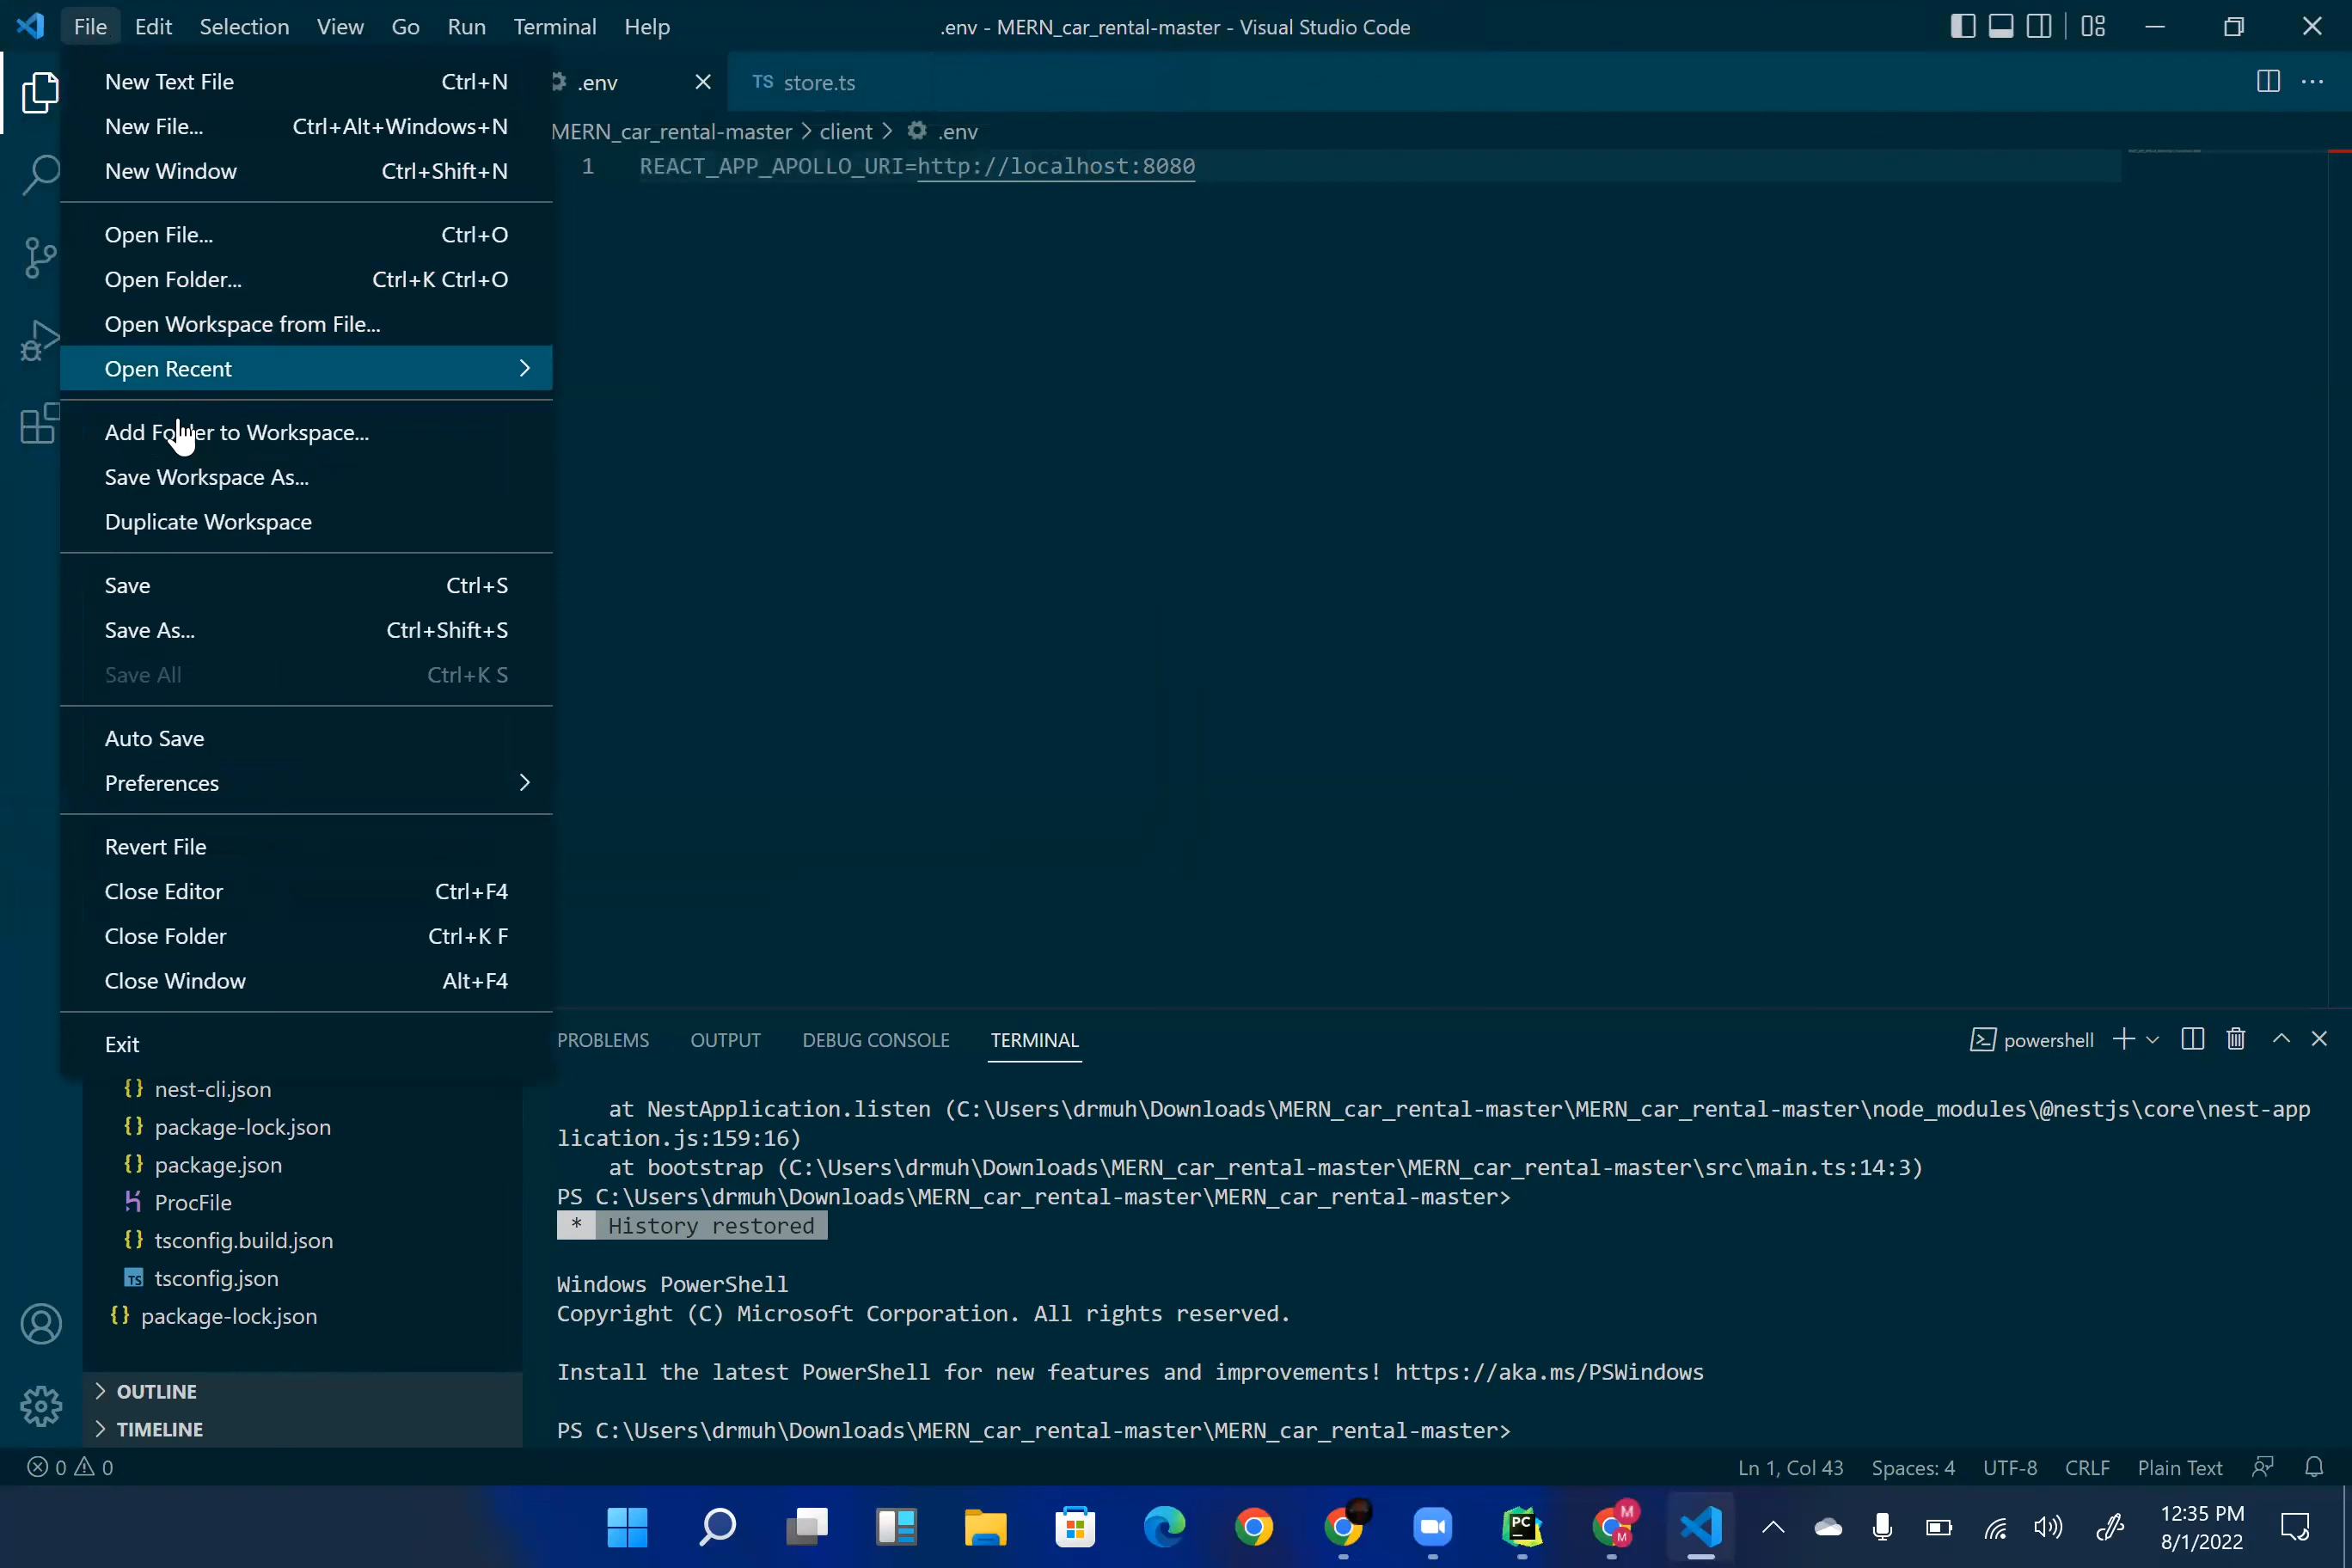 File Edit Selection View Go Run Terminal Help
.env - MERN_car_rental-master - Visual Studio Code
New Text File Ctrl+N
New File... Ctrl+Alt+Windows+N
New Window Ctrl+Shift+N
Open File... Ctrl+O
Open Folder... Ctrl+K Ctrl+O
Open Workspace from File...
Open Recent
Add Folder to Workspace...
Save Workspace As...
Duplicate Workspace
Save Ctrl+S
Save As... Ctrl+Shift+S
Save All Ctrl+K S
Auto Save
Preferences
Revert File
Close Editor Ctrl+F4
Close Folder Ctrl+K F
Close Window Alt+F4
Exit
.env
TS store.ts
MERN_car_rental-master > client > .env
1 REACT_APP_APOLLO_URI=http://localhost:8080
{} nest-cli.json
{} package-lock.json
{} package.json
ProcFile
{} tsconfig.build.json
TS tsconfig.json
{} package-lock.json
OUTLINE
TIMELINE
PROBLEMS OUTPUT DEBUG CONSOLE TERMINAL
powershell
at NestApplication.listen (C:\Users\drmuh\Downloads\MERN_car_rental-master\MERN_car_rental-master\node_modules\@nestjs\core\nest-app
lication.js:159:16)
at bootstrap (C:\Users\drmuh\Downloads\MERN_car_rental-master\MERN_car_rental-master\src\main.ts:14:3)
PS C:\Users\drmuh\Downloads\MERN_car_rental-master\MERN_car_rental-master>
* History restored
Windows PowerShell
Copyright (C) Microsoft Corporation. All rights reserved.
Install the latest PowerShell for new features and improvements! https://aka.ms/PSWindows
PS C:\Users\drmuh\Downloads\MERN_car_rental-master\MERN_car_rental-master>
0 0
Ln 1, Col 43 Spaces: 4 UTF-8 CRLF Plain Text
PC
M
M
12:35 PM
8/1/2022